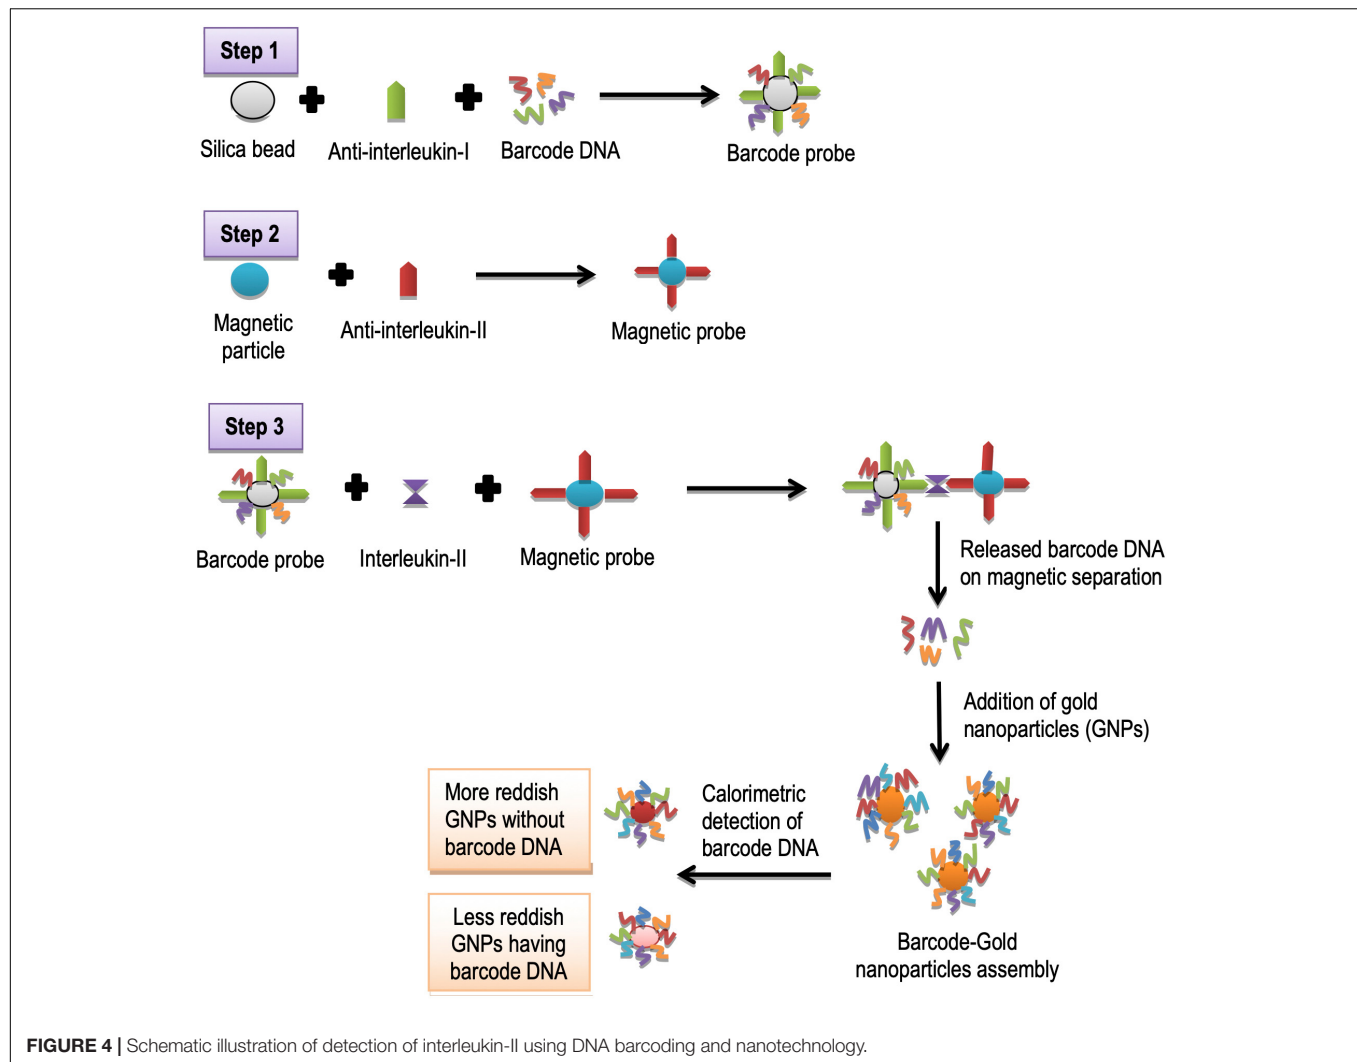 Step 1
Silica bead
Anti-interleukin-I
Barcode DNA
Barcode probe
Step 2
Magnetic
particle
Anti-interleukin-II
Magnetic probe
Step 3
Barcode probe
Interleukin-II
Magnetic probe
Released barcode DNA
on magnetic separation
Addition of gold
nanoparticles (GNPs)
Barcode-Gold
nanoparticles assembly
Calorimetric
detection of
barcode DNA
More reddish
GNPs without
barcode DNA
Less reddish
GNPs having
barcode DNA
FIGURE 4 | Schematic illustration of detection of interleukin-II using DNA barcoding and nanotechnology.